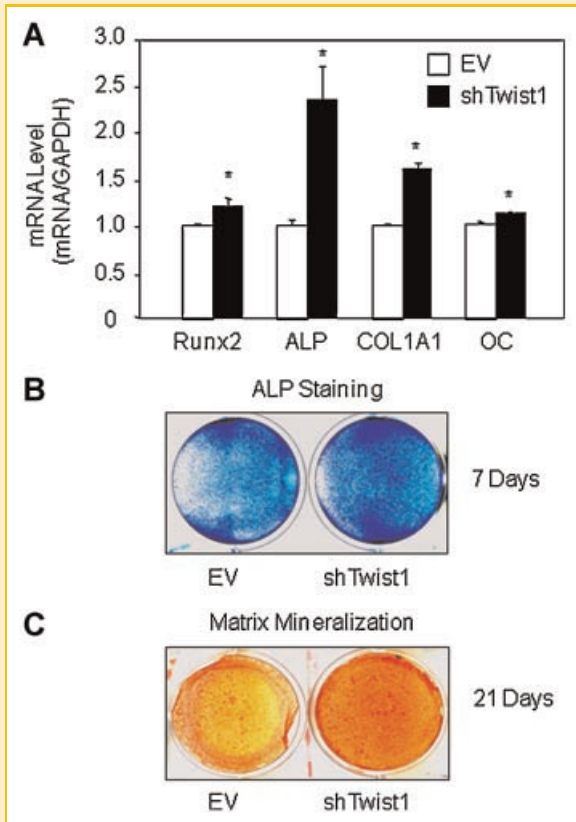 A
3.0
2.5
2.0
1.5
1.0
0.5
0
mRNA Level
(mRNA/GAPDH)
EV
shTwist1
*
*
*
*
Runx2 ALP COL1A1 OC
B
ALP Staining
7 Days
EV shTwist1
C
Matrix Mineralization
21 Days
EV shTwist1